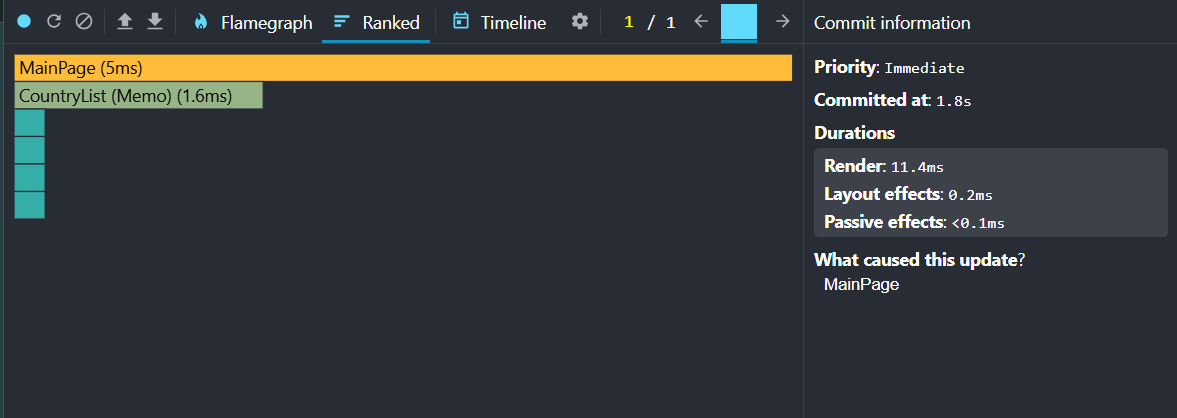 Flamegraph Ranked Timeline 1 / 1 Commit information
MainPage (5ms)
CountryList (Memo) (1.6ms)
Priority: Immediate
Committed at: 1.8s
Durations
Render: 11.4ms
Layout effects: 0.2ms
Passive effects: <0.1ms
What caused this update?
MainPage